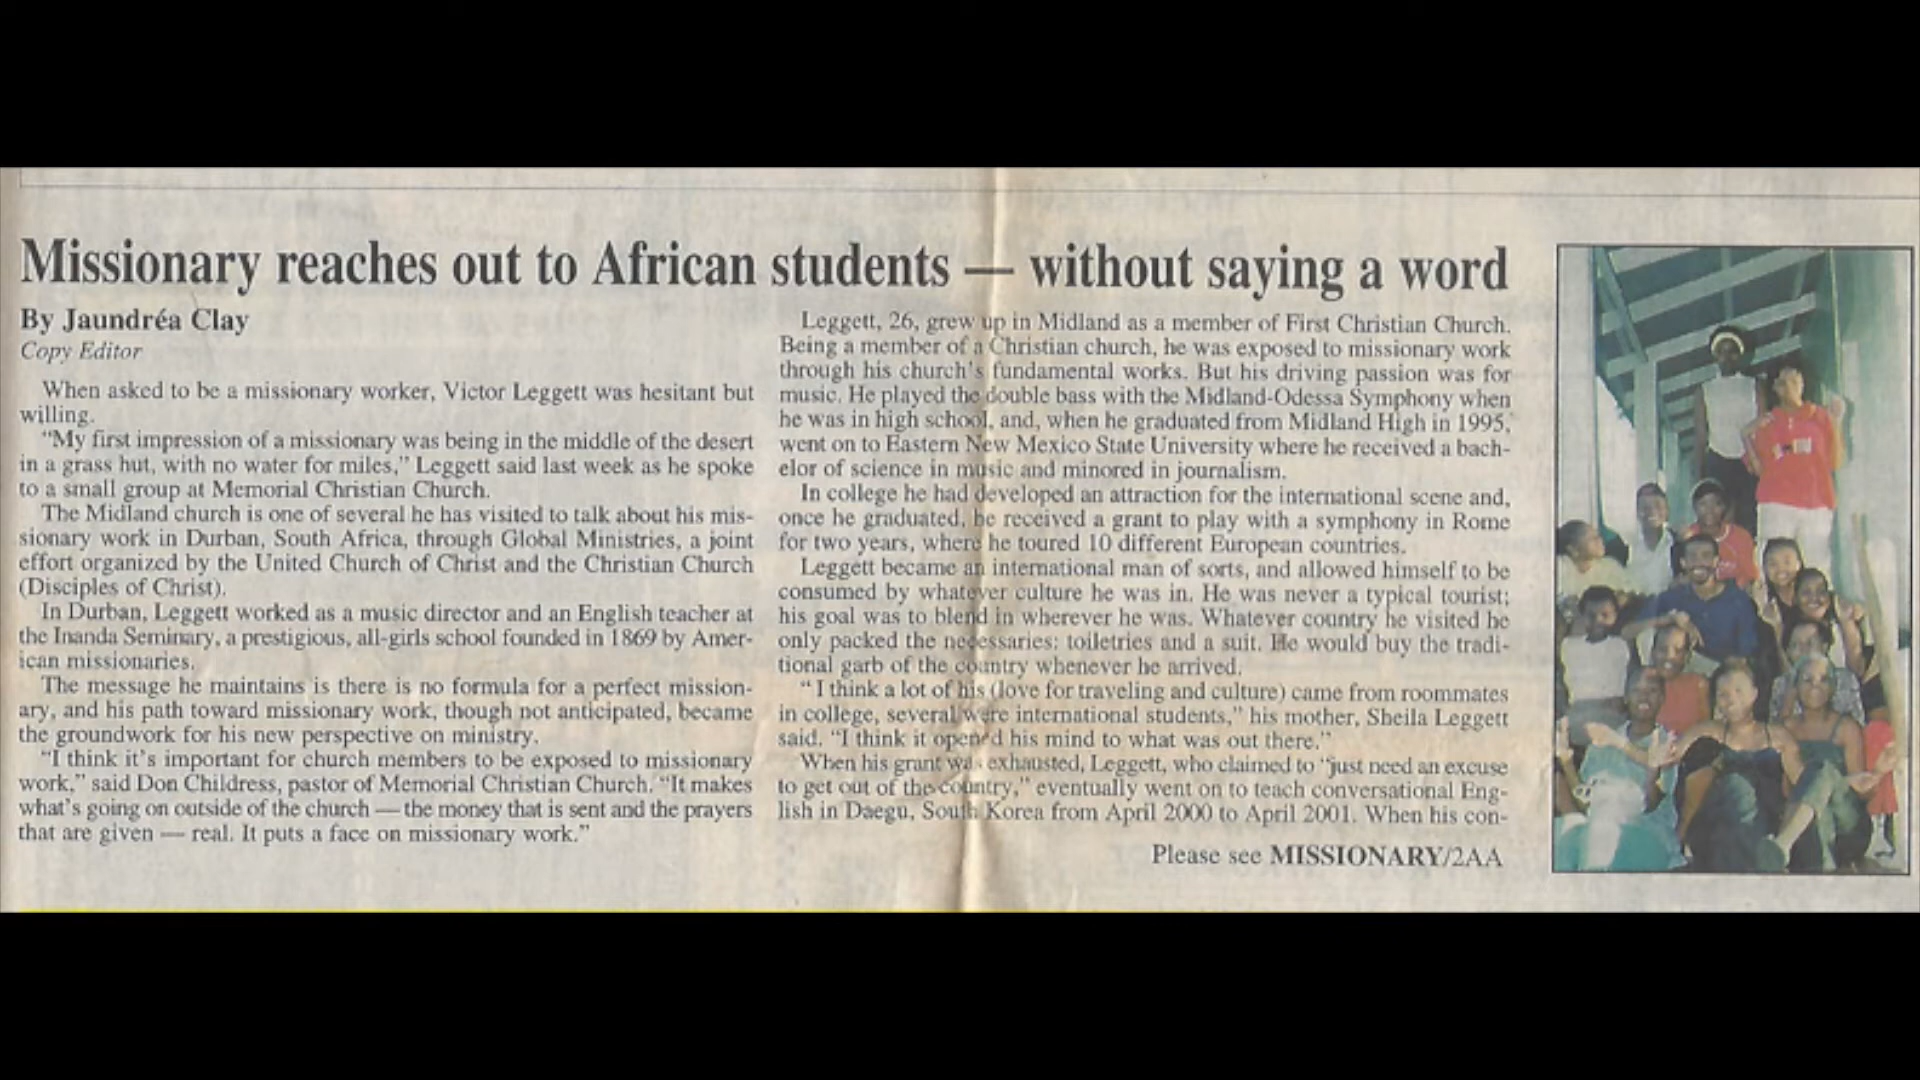 Missionary reaches out to African students — without saying a word
By Jaundréa Clay
Copy Editor
When asked to be a missionary worker, Victor Leggett was hesitant but
willing.
“My first impression of a missionary was being in the middle of the desert
in a grass hut, with no water for miles,” Leggett said last week as he spoke
to a small group at Memorial Christian Church.
The Midland church is one of several he has visited to talk about his mis-
sionary work in Durban, South Africa, through Global Ministries, a joint
effort organized by the United Church of Christ and the Christian Church
(Disciples of Christ).
In Durban, Leggett worked as a music director and an English teacher at
the Inanda Seminary, a prestigious, all-girls school founded in 1869 by Amer-
ican missionaries.
The message he maintains is there is no formula for a perfect mission-
ary, and his path toward missionary work, though not anticipated, became
the groundwork for his new perspective on ministry.
“I think it’s important for church members to be exposed to missionary
work,” said Don Childress, pastor of Memorial Christian Church. “It makes
what’s going on outside of the church — the money that is sent and the prayers
that are given — real. It puts a face on missionary work.”
Leggett, 26, grew up in Midland as a member of First Christian Church.
Being a member of a Christian church, he was exposed to missionary work
through his church’s fundamental works. But his driving passion was for
music. He played the double bass with the Midland-Odessa Symphony when
he was in high school, and, when he graduated from Midland High in 1995,
went on to Eastern New Mexico State University where he received a bach-
elor of science in music and minored in journalism.
In college he had developed an attraction for the international scene and,
once he graduated, he received a grant to play with a symphony in Rome
for two years, where he toured 10 different European countries.
Leggett became an international man of sorts, and allowed himself to be
consumed by whatever culture he was in. He was never a typical tourist;
his goal was to blend in wherever he was. Whatever country he visited he
only packed the necessaries: toiletries and a suit. He would buy the tradi-
tional garb of the country whenever he arrived.
“I think a lot of his (love for traveling and culture) came from roommates
in college, several were international students,” his mother, Sheila Leggett
said. “I think it opened his mind to what was out there.”
When his grant was exhausted, Leggett, who claimed to “just need an excuse
to get out of the country,” eventually went on to teach conversational Eng-
lish in Daegu, South Korea from April 2000 to April 2001. When his con-
Please see MISSIONARY/2AA